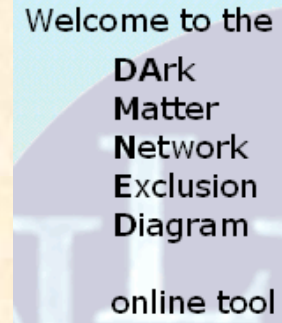 Welcome to the
DArk
Matter
Network
Exclusion
Diagram
online tool